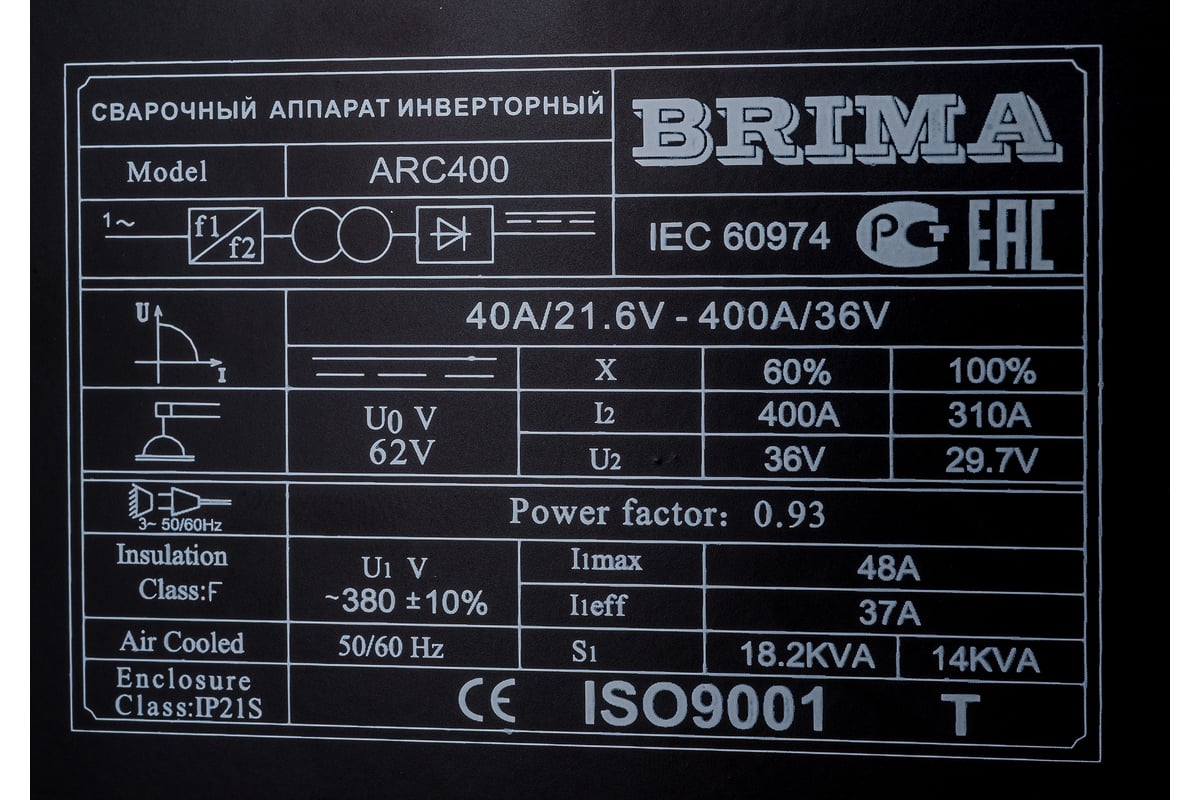 СВАРОЧНЫЙ АППАРАТ ИНВЕРТОРНЫЙ
BRIMA
Model
ARC400
1~
f1
f2
IEC 60974
РСТ
EAC
U
I
40A/21.6V - 400A/36V
X
60%
100%
U0 V
62V
I2
400A
310A
U2
36V
29.7V
3~ 50/60Hz
Power factor: 0.93
Insulation
Class:F
U1 V
~380 ±10%
I1max
48A
I1eff
37A
Air Cooled
50/60 Hz
S1
18.2KVA
14KVA
Enclosure
Class:IP21S
CE
ISO9001
T